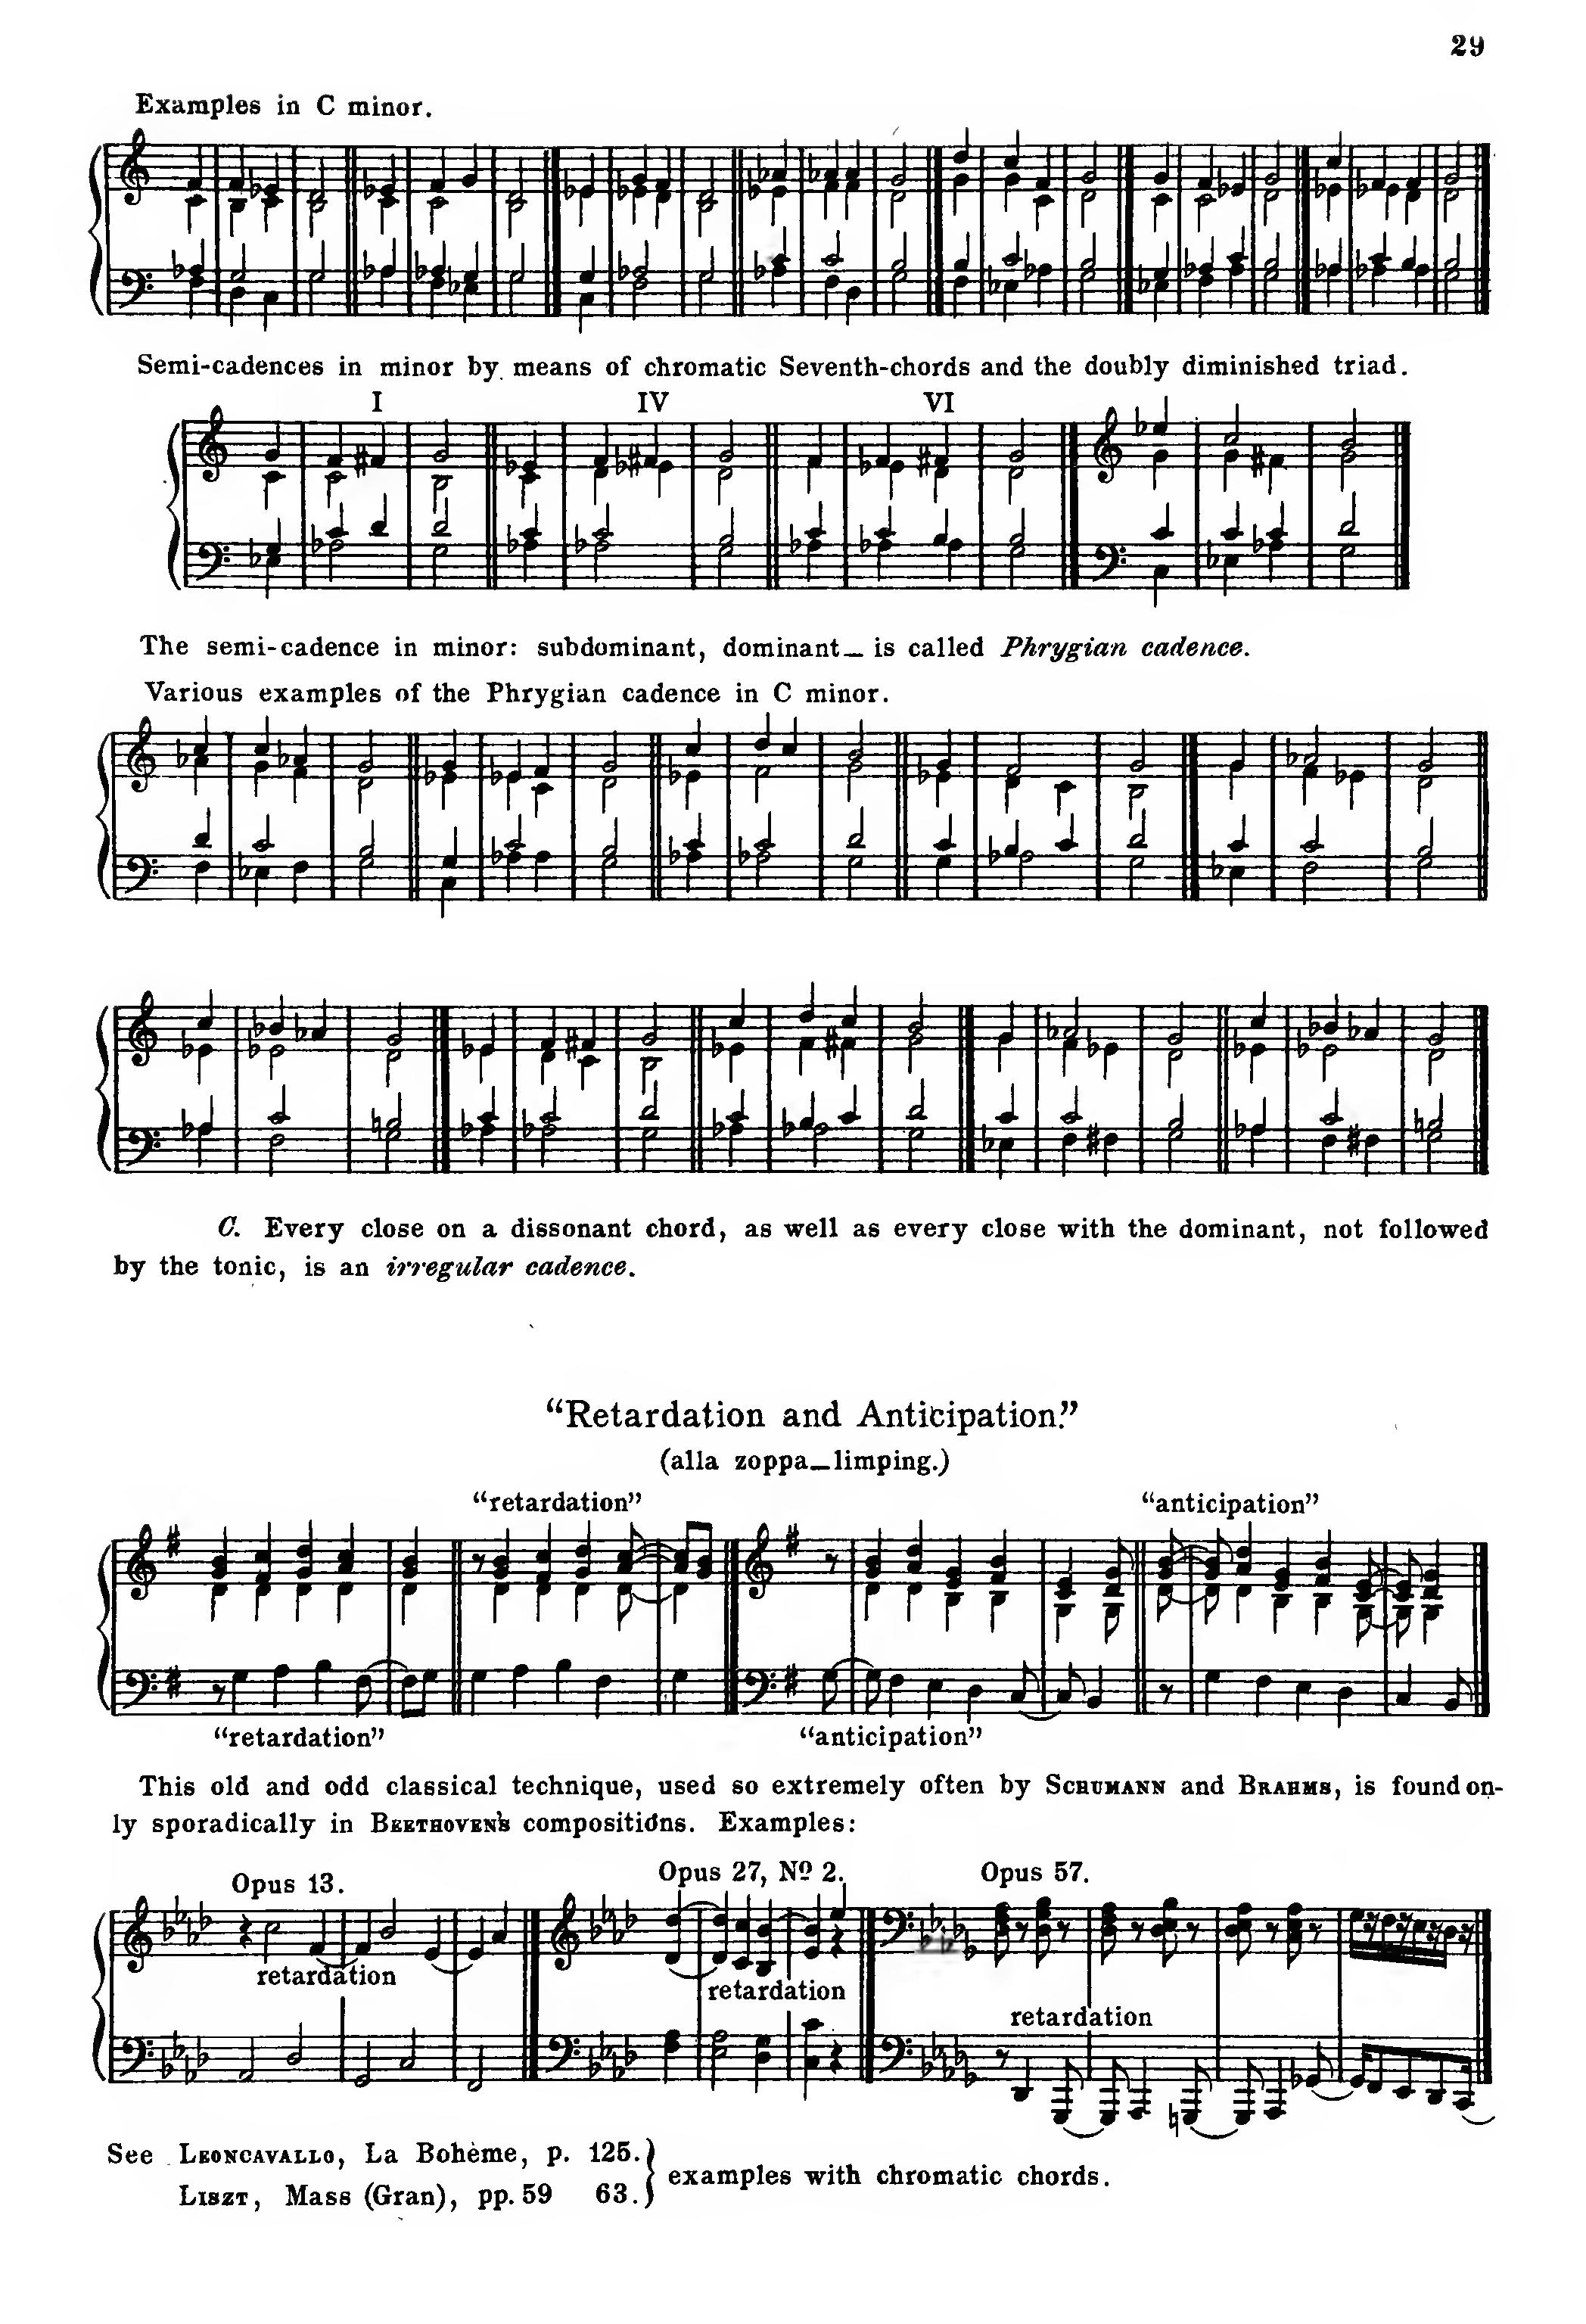 29
Examples in C minor.
Semi-cadences in minor by means of chromatic Seventh-chords and the doubly diminished triad.
I IV VI
The semi-cadence in minor: subdominant, dominant_ is called Phrygian cadence.
Various examples of the Phrygian cadence in C minor.
C. Every close on a dissonant chord, as well as every close with the dominant, not followed
by the tonic, is an irregular cadence.
“Retardation and Anticipation.”
(alla zoppa_limping.)
“retardation” “anticipation”
“retardation” “anticipation”
This old and odd classical technique, used so extremely often by SCHUMANN and BRAHMS, is found on-
ly sporadically in BEETHOVEN's compositions. Examples:
Opus 13. Opus 27, No 2. Opus 57.
retardation retardation retardation
See LEONCAVALLO, La Bohème, p. 125.
LISZT, Mass (Gran), pp. 59 63.
examples with chromatic chords.